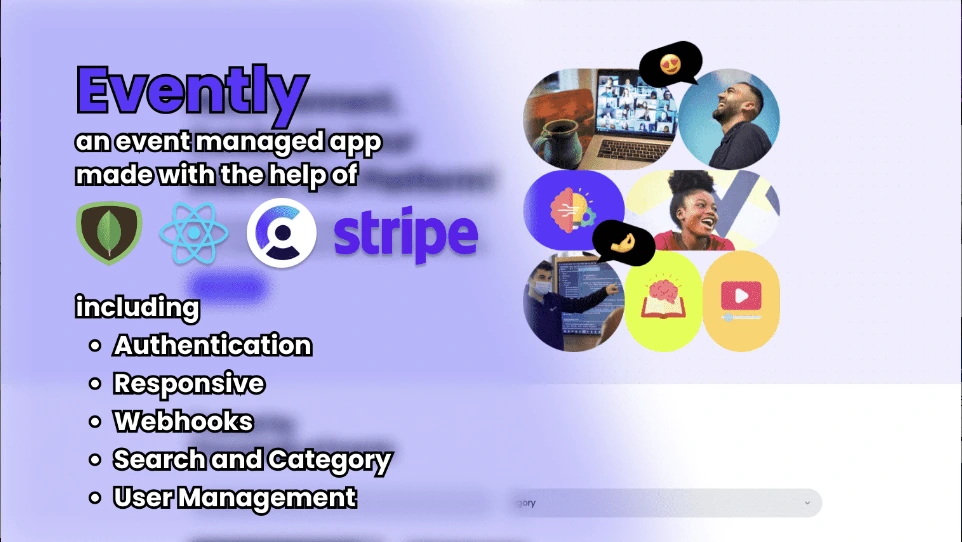 Evently
an event managed app
made with the help of
stripe
including
• Authentication
• Responsive
• Webhooks
• Search and Category
• User Management
gory